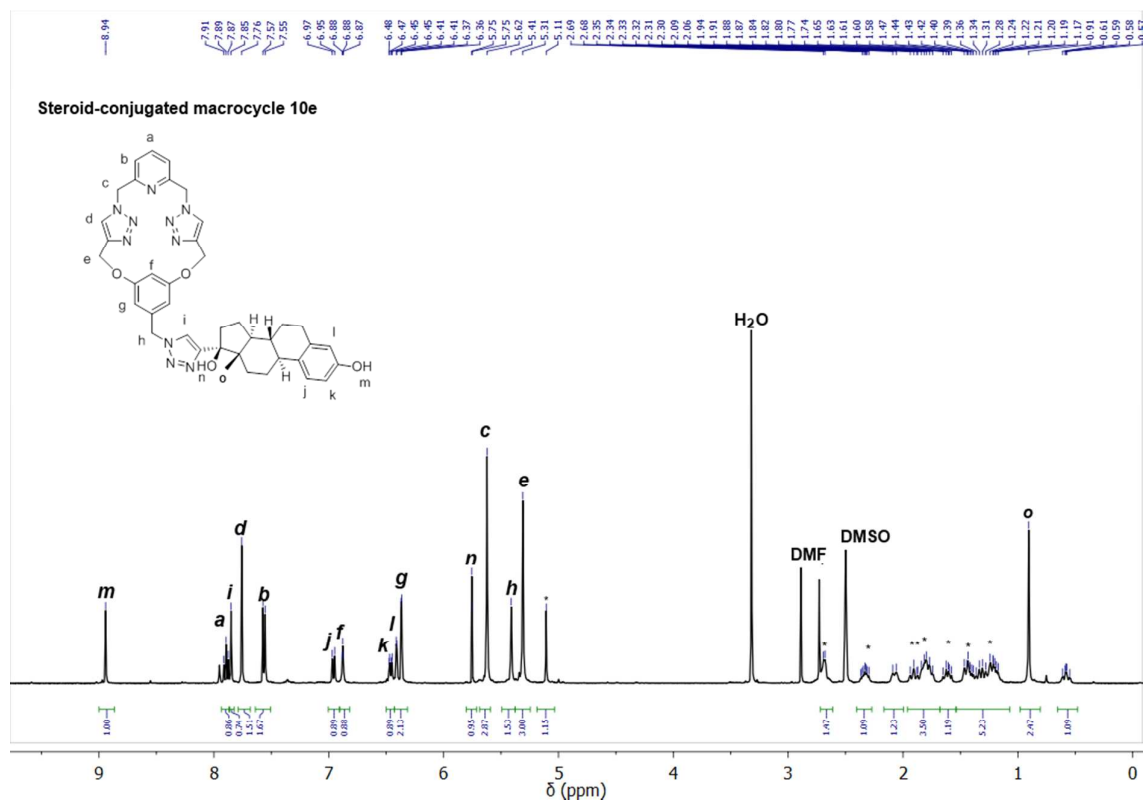 8.94 7.91 7.89 7.87 7.85 7.76 7.57 7.55 6.97 6.95 6.88 6.88 6.87 6.48 6.47 6.45 6.45 6.41 6.41 6.37 6.36 5.75 5.75 5.62 5.41 5.31 5.11 2.69 2.68 2.35 2.34 2.33 2.32 2.31 2.30 2.09 2.06 1.94 1.91 1.88 1.87 1.84 1.82 1.80 1.77 1.74 1.65 1.63 1.61 1.60 1.58 1.47 1.44 1.43 1.42 1.40 1.39 1.36 1.34 1.31 1.28 1.24 1.22 1.21 1.20 1.19 1.17 0.91 0.61 0.59 0.58
Steroid-conjugated macrocycle 10e
a
b
c N
N N
d N N
N N
e O f O
g
h i
N
N N
HO
n o
H H H
j k l
OH
m
H₂O
DMF DMSO
m a i d b j f k l g n c h e * * * ** * * * * o
1.00 0.86 1.67 0.89 0.88 0.89 0.95 2.87 3.00 1.15 1.47 1.09 3.50 1.19 2.47 1.09
9 8 7 6 5 4 3 2 1 0
δ (ppm)